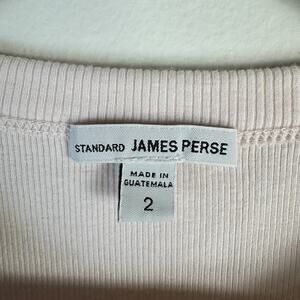 STANDARD JAMES PERSE
MADE IN
GUATEMALA
2